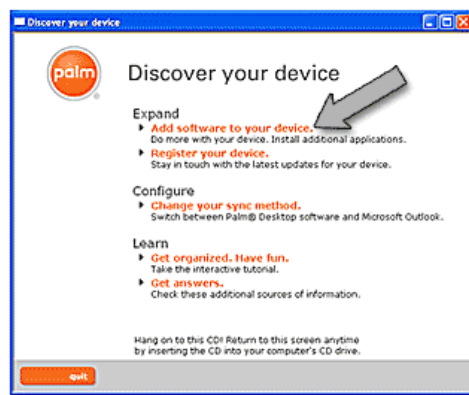 Discover your device
palm
Discover your device
Expand
Add software to your device.
Do more with your device. Install additional applications.
Register your device.
Stay in touch with the latest updates for your device.
Configure
Change your sync method.
Switch between Palm® Desktop software and Microsoft Outlook.
Learn
Get organized. Have fun.
Take the interactive tutorial.
Get answers.
Check these additional sources of information.
Hang on to this CD! Return to this screen anytime
by inserting the CD into your computer's CD drive.
quit